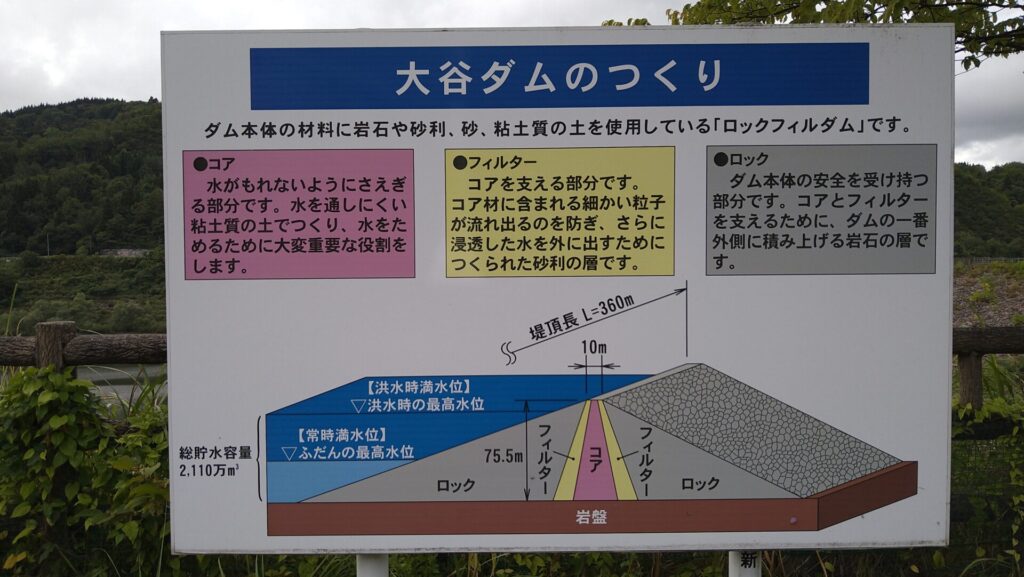 大谷ダムのつくり
ダム本体の材料に岩石や砂利、砂、粘土質の土を使用している「ロックフィルダム」です。
●コア
水がもれないようにさえぎ
る部分です。水を通しにくい
粘土質の土でつくり、水をた
めるために大変重要な役割を
します。
●フィルター
コアを支える部分です。
コア材に含まれる細かい粒子
が流れ出るのを防ぎ、さらに
浸透した水を外に出すために
つくられた砂利の層です。
●ロック
ダム本体の安全を受け持つ
部分です。コアとフィルター
を支えるために、ダムの一番
外側に積み上げる岩石の層で
す。
堤頂長 L=360m
10m
【洪水時満水位】
▽洪水時の最高水位
【常時満水位】
▽ふだんの最高水位
総貯水容量
2,110万m³
75.5m
ロック
フィルター
コア
フィルター
ロック
岩盤
新